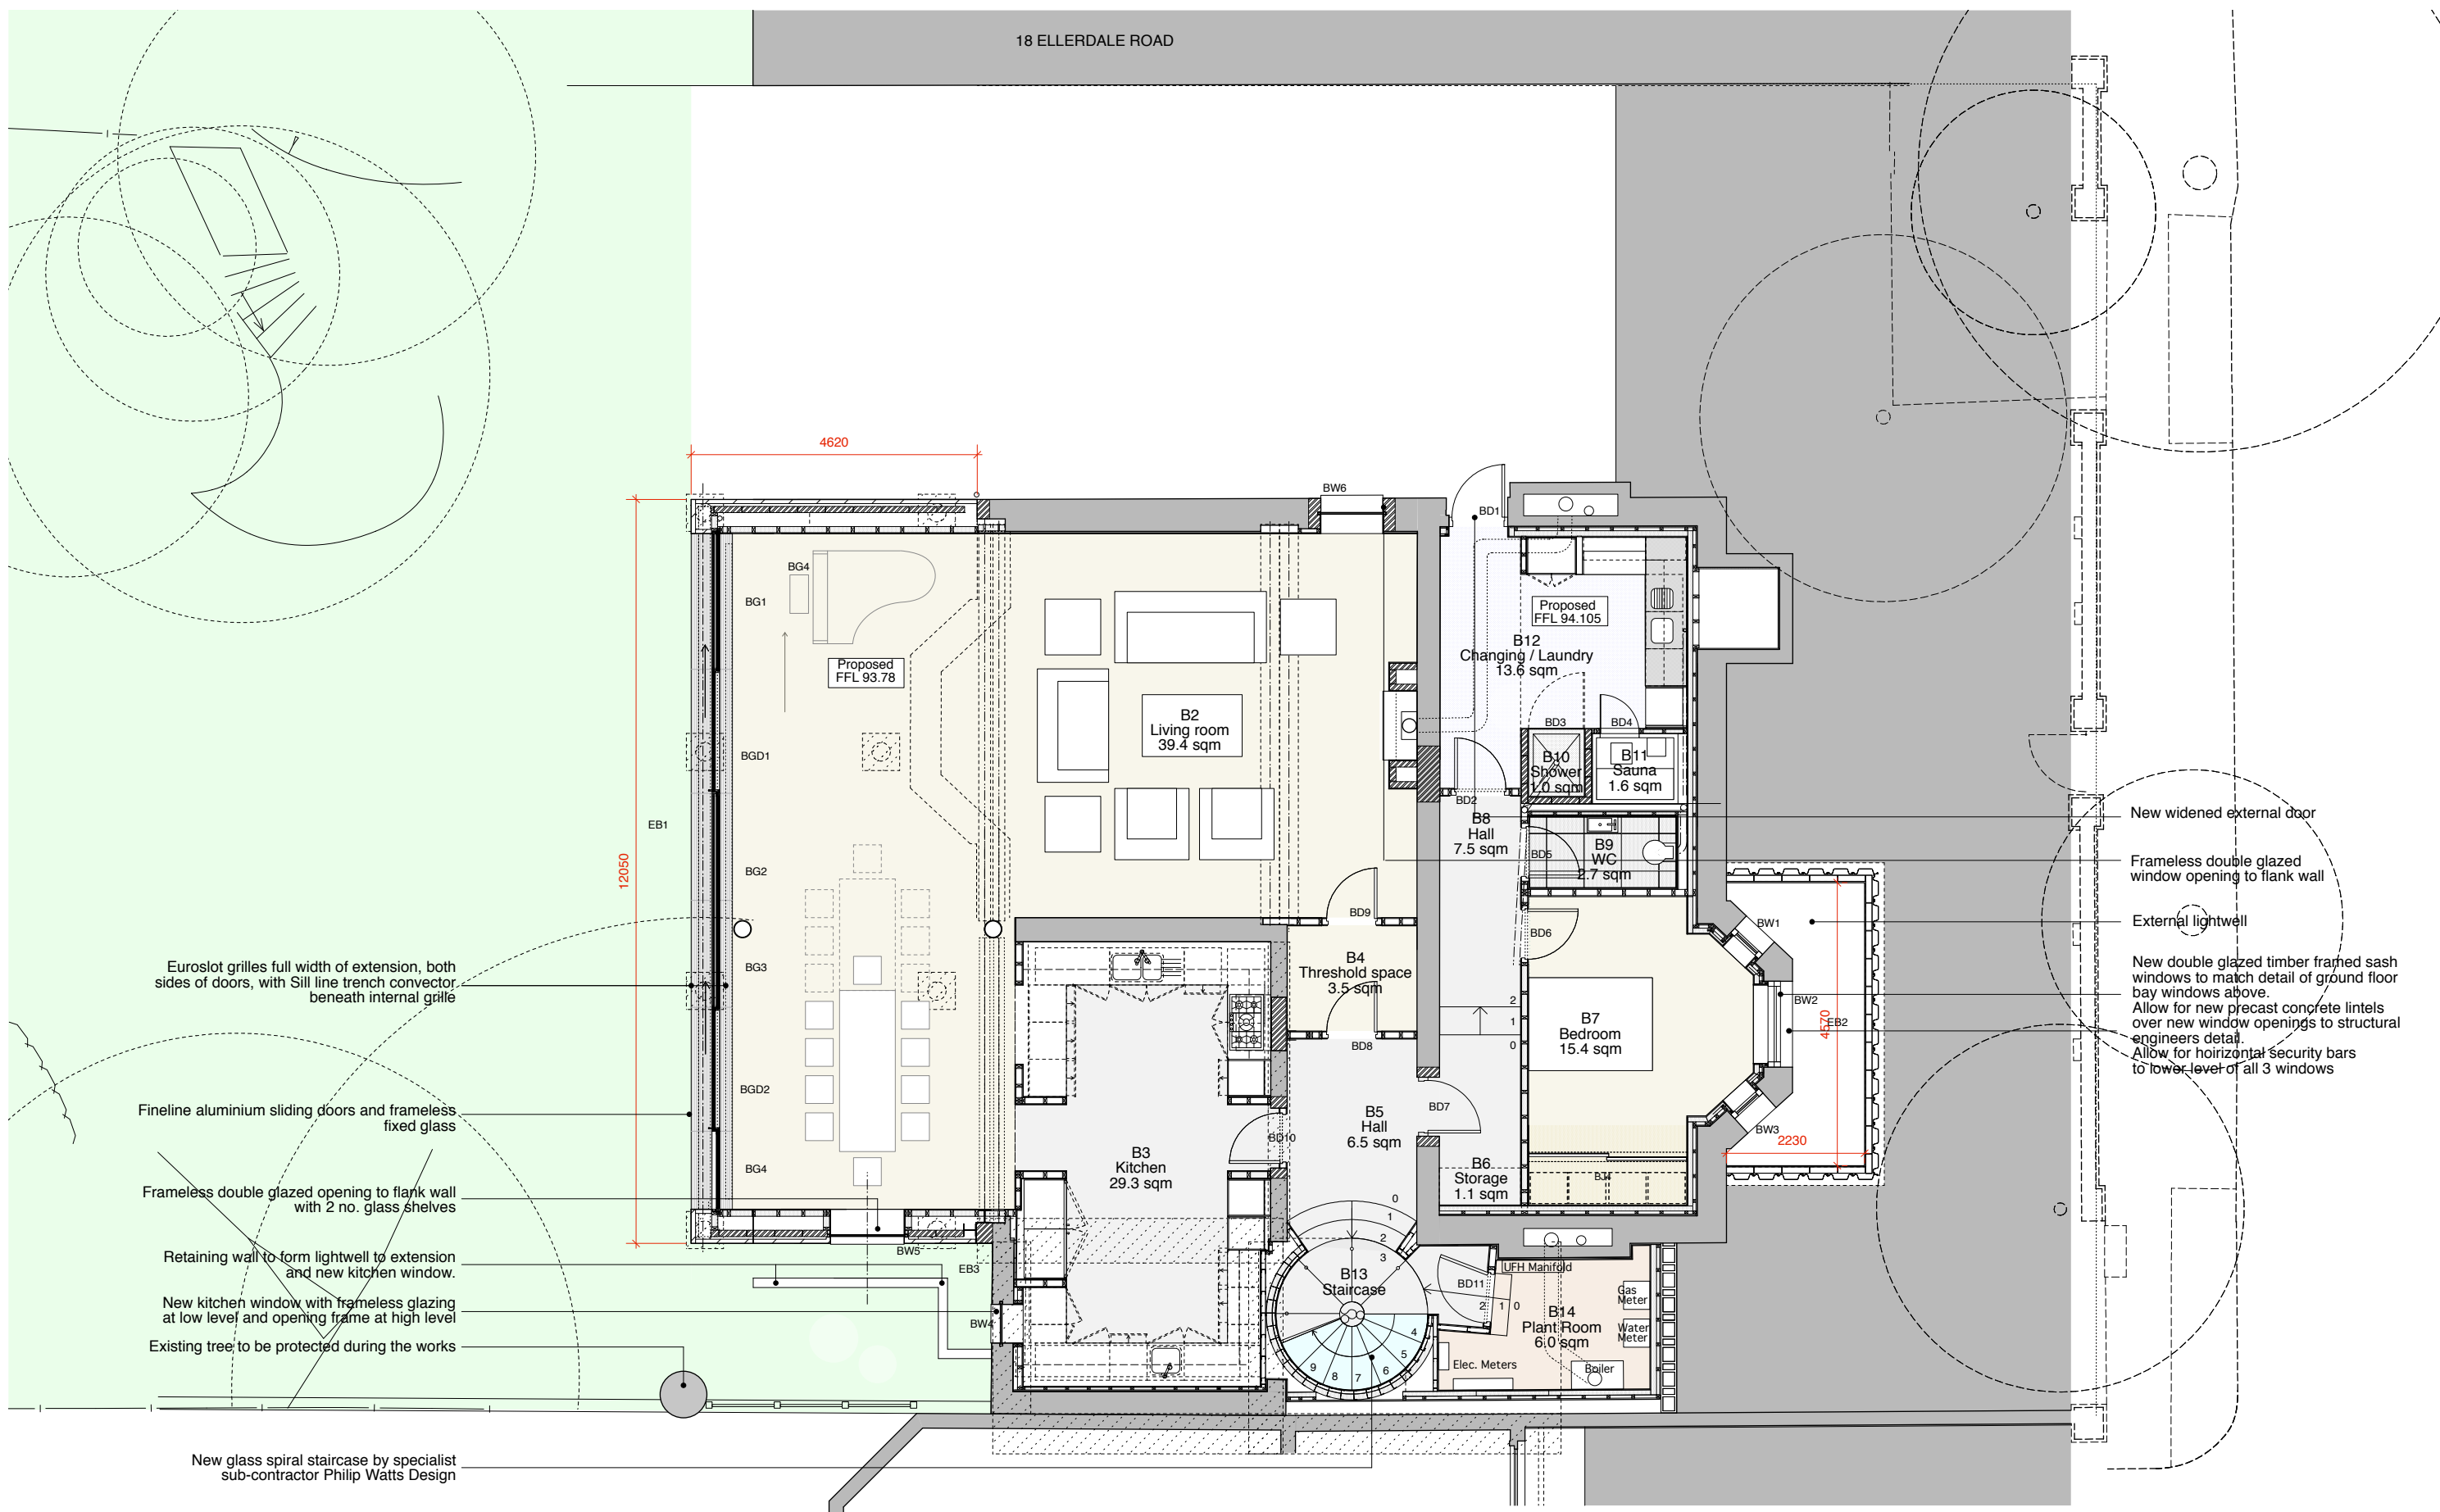 18 ELLERDALE ROAD
4620
12050
BW6
BD1
BG4
BG1
Proposed
FFL 93.78
BGD1
EB1
BG2
BG3
BGD2
BG4
B2
Living room
39.4 sqm
Proposed
FFL 94.105
B12
Changing / Laundry
13.6 sqm
BD3
BD4
B10
Shower
1.0 sqm
B11
Sauna
1.6 sqm
BD2
B8
Hall
7.5 sqm
BD5
B9
WC
2.7 sqm
BD9
BD6
B4
Threshold space
3.5 sqm
BD8
2
1
0
B7
Bedroom
15.4 sqm
BW1
BW2
EB2
4570
BW3
2230
BD7
B5
Hall
6.5 sqm
BD10
B3
Kitchen
29.3 sqm
B6
Storage
1.1 sqm
BJ4
0
1
2
3
B13
Staircase
4
5
6
7
8
9
BD11
2
1
0
UFH Manifold
Gas
Meter
B14
Plant Room
6.0 sqm
Water
Meter
Elec. Meters
Boiler
BW5
EB3
BW4
New widened external door
Frameless double glazed
window opening to flank wall
External lightwell
New double glazed timber framed sash
windows to match detail of ground floor
bay windows above.
Allow for new precast concrete lintels
over new window openings to structural
engineers detail.
Allow for hoirizontal security bars
to lower level of all 3 windows
Euroslot grilles full width of extension, both
sides of doors, with Sill line trench convector
beneath internal grille
Fineline aluminium sliding doors and frameless
fixed glass
Frameless double glazed opening to flank wall
with 2 no. glass shelves
Retaining wall to form lightwell to extension
and new kitchen window.
New kitchen window with frameless glazing
at low level and opening frame at high level
Existing tree to be protected during the works
New glass spiral staircase by specialist
sub-contractor Philip Watts Design